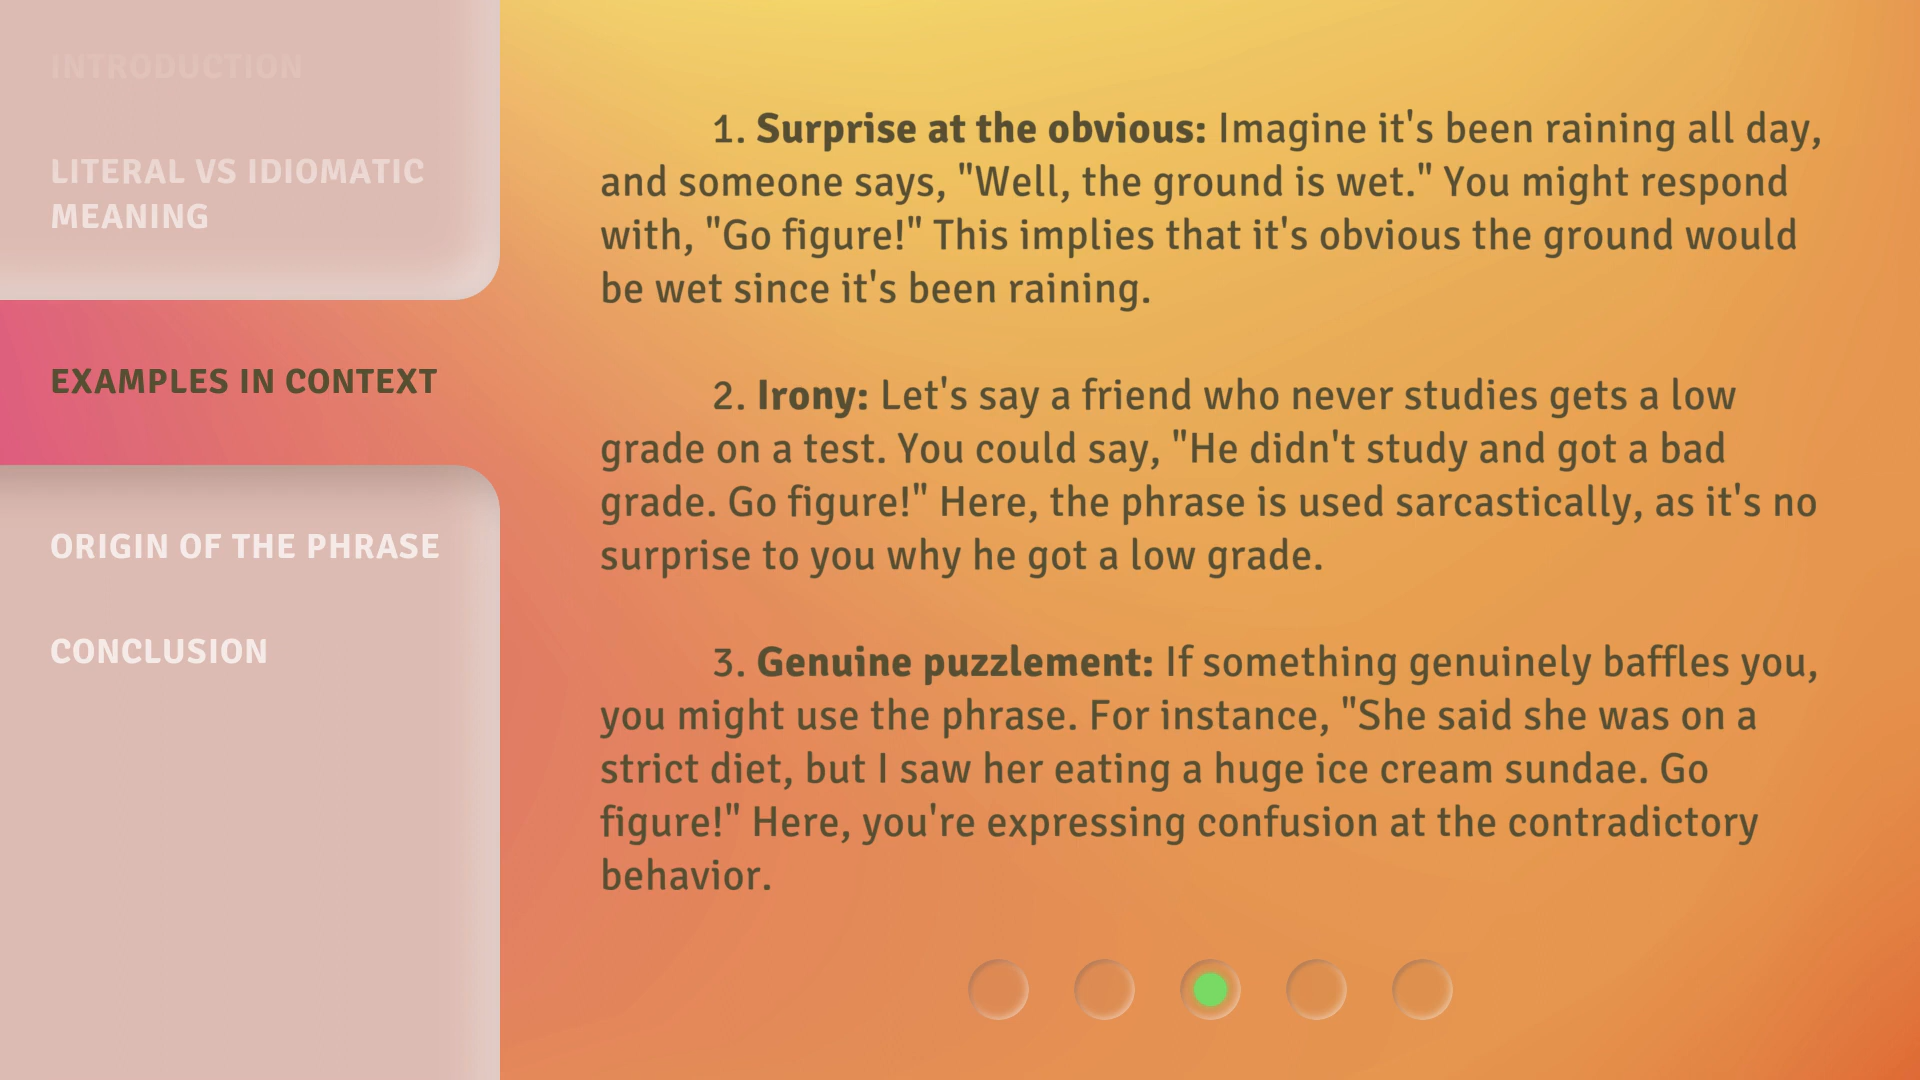 INTRODUCTION
LITERAL VS IDIOMATIC
MEANING
EXAMPLES IN CONTEXT
ORIGIN OF THE PHRASE
CONCLUSION
1. Surprise at the obvious: Imagine it's been raining all day,
and someone says, "Well, the ground is wet." You might respond
with, "Go figure!" This implies that it's obvious the ground would
be wet since it's been raining.
2. Irony: Let's say a friend who never studies gets a low
grade on a test. You could say, "He didn't study and got a bad
grade. Go figure!" Here, the phrase is used sarcastically, as it's no
surprise to you why he got a low grade.
3. Genuine puzzlement: If something genuinely baffles you,
you might use the phrase. For instance, "She said she was on a
strict diet, but I saw her eating a huge ice cream sundae. Go
figure!" Here, you're expressing confusion at the contradictory
behavior.